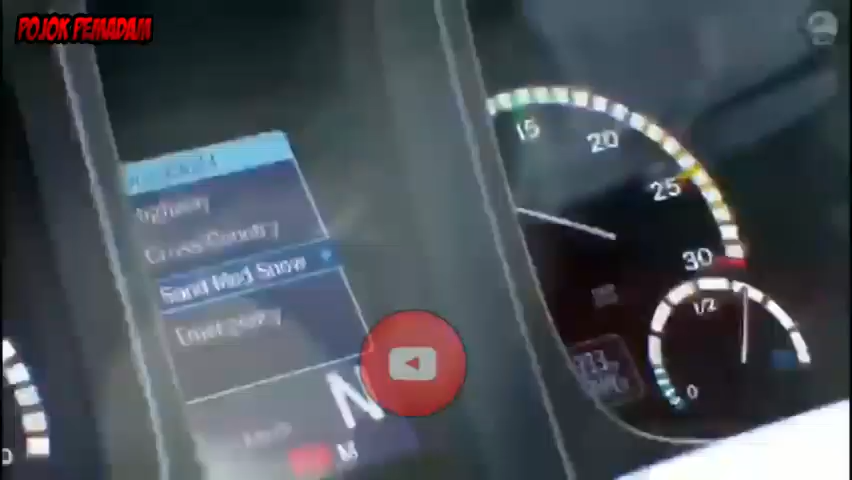 POJOK PEMADAM
Highway
Cross Country
Sand Mud Snow
Emergency
N
M
15
20
25
30
1/2
0